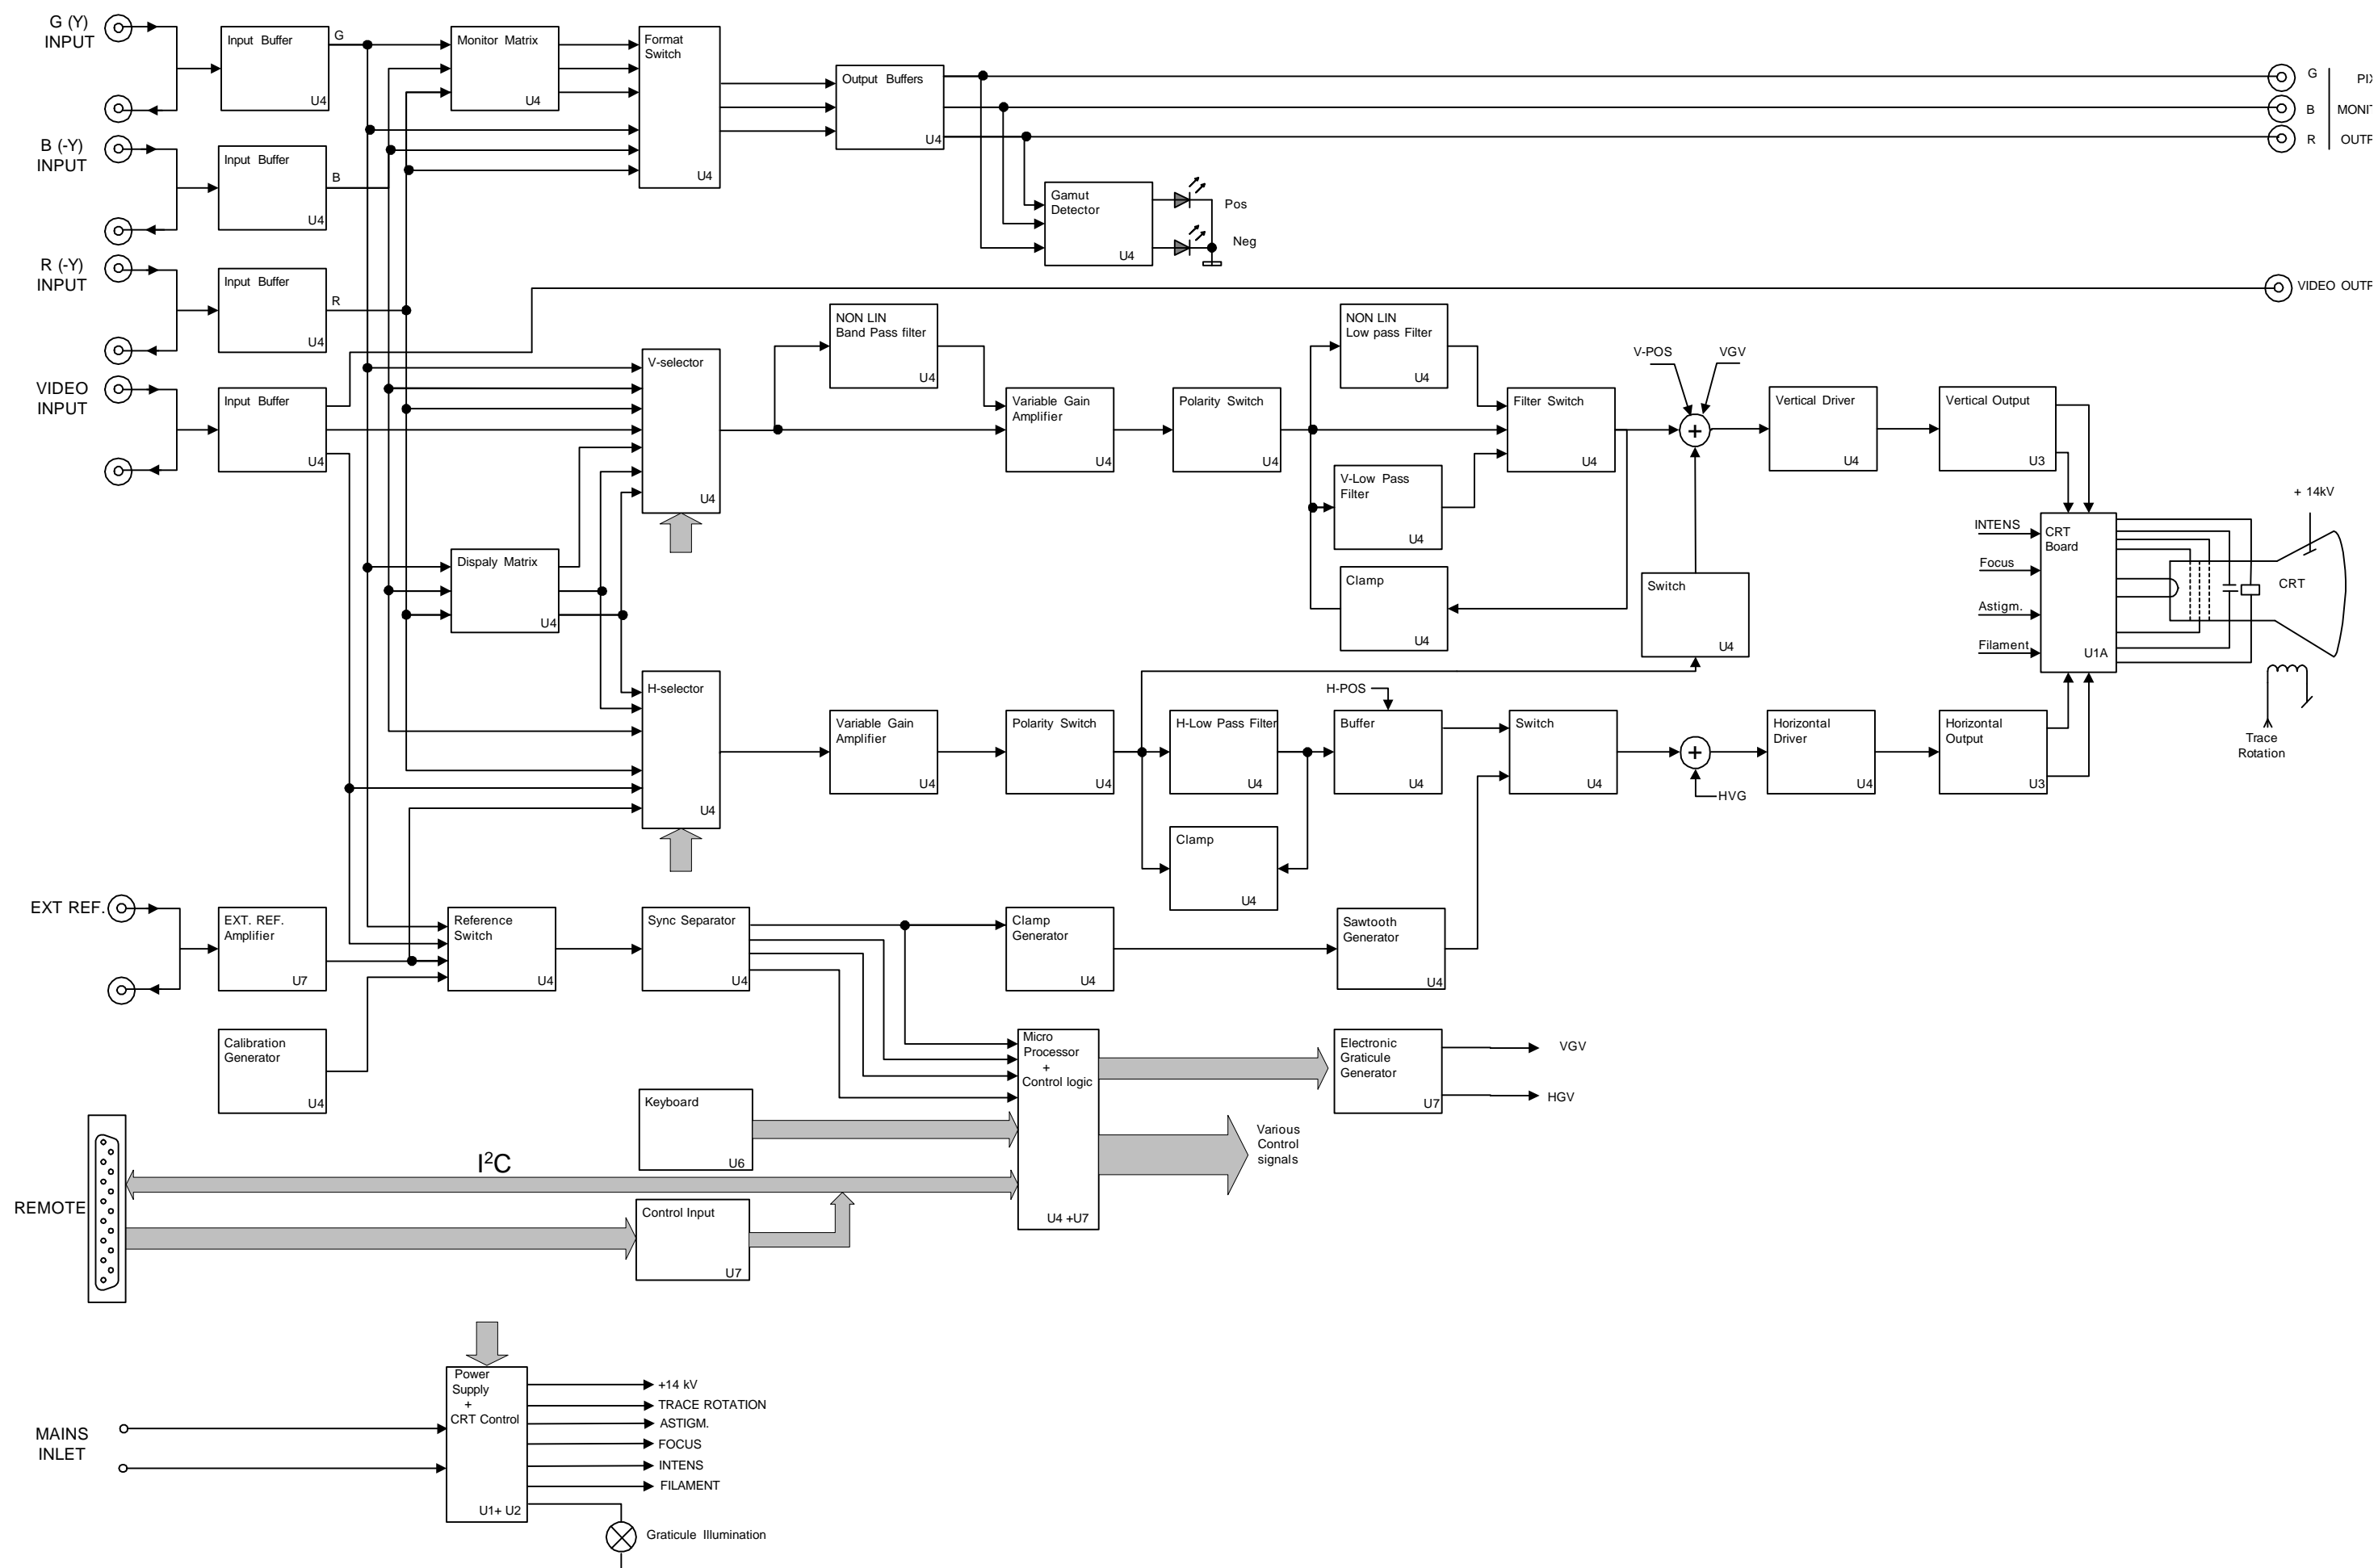 G (Y)
INPUT
Input Buffer
U4
G
Monitor Matrix
U4
Format
Switch
U4
Output Buffers
U4
G
B
R
PIX
MONIT
OUTP
B (-Y)
INPUT
Input Buffer
U4
B
Gamut
Detector
U4
Pos
Neg
R (-Y)
INPUT
Input Buffer
U4
R
VIDEO OUTP
VIDEO
INPUT
Input Buffer
U4
V-selector
U4
NON LIN
Band Pass filter
U4
Variable Gain
Amplifier
U4
Polarity Switch
U4
NON LIN
Low pass Filter
U4
V-Low Pass
Filter
U4
Clamp
U4
Filter Switch
U4
V-POS
VGV
+
Vertical Driver
U4
Vertical Output
U3
Switch
U4
+ 14kV
INTENS
Focus
Astigm.
Filament
CRT
Board
U1A
CRT
Trace
Rotation
Dispaly Matrix
U4
H-selector
U4
Variable Gain
Amplifier
U4
Polarity Switch
U4
H-Low Pass Filter
U4
H-POS
Buffer
U4
Switch
U4
+
HVG
Horizontal
Driver
U4
Horizontal
Output
U3
Clamp
U4
EXT REF.
EXT. REF.
Amplifier
U7
Reference
Switch
U4
Sync Separator
U4
Clamp
Generator
U4
Sawtooth
Generator
U4
Calibration
Generator
U4
Micro
Processor
+
Control logic
U4 +U7
Electronic
Graticule
Generator
U7
VGV
HGV
Keyboard
U6
Various
Control
signals
I²C
REMOTE
Control Input
U7
MAINS
INLET
Power
Supply
+
CRT Control
U1+ U2
+14 kV
TRACE ROTATION
ASTIGM.
FOCUS
INTENS
FILAMENT
Graticule Illumination